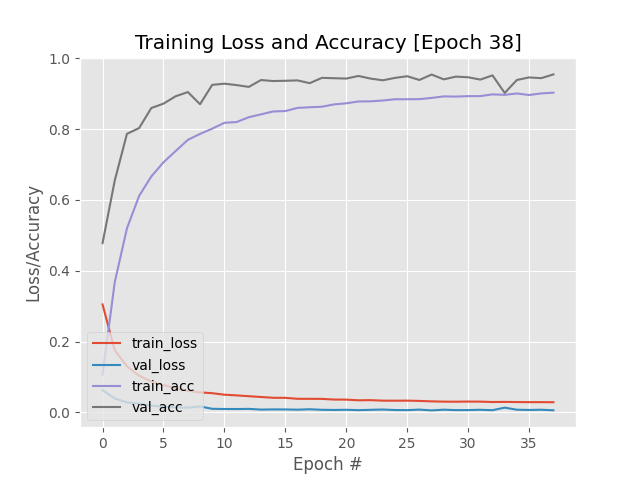 Training Loss and Accuracy [Epoch 38]
Loss/Accuracy
1.0
0.8
0.6
0.4
0.2
0.0
train_loss
val_loss
train_acc
val_acc
0 5 10 15 20 25 30 35
Epoch #